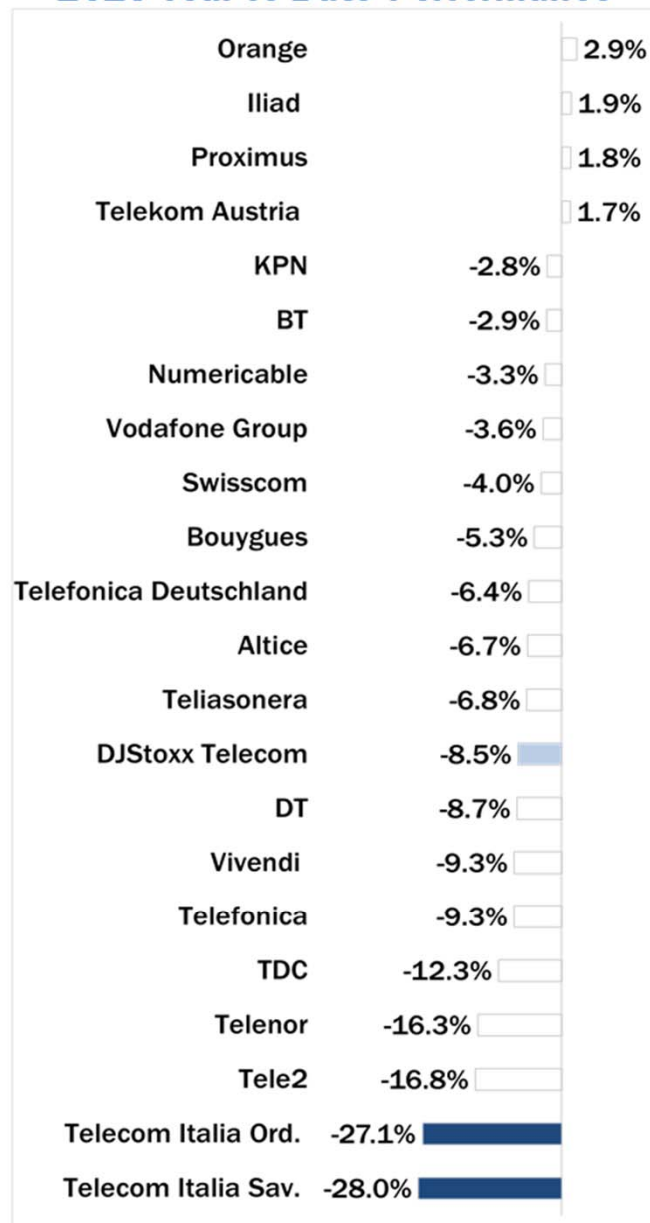 Orange 2.9%
Iliad 1.9%
Proximus 1.8%
Telekom Austria 1.7%
KPN -2.8%
BT -2.9%
Numericable -3.3%
Vodafone Group -3.6%
Swisscom -4.0%
Bouygues -5.3%
Telefonica Deutschland -6.4%
Altice -6.7%
Teliasonera -6.8%
DJStoxx Telecom -8.5%
DT -8.7%
Vivendi -9.3%
Telefonica -9.3%
TDC -12.3%
Telenor -16.3%
Tele2 -16.8%
Telecom Italia Ord. -27.1%
Telecom Italia Sav. -28.0%